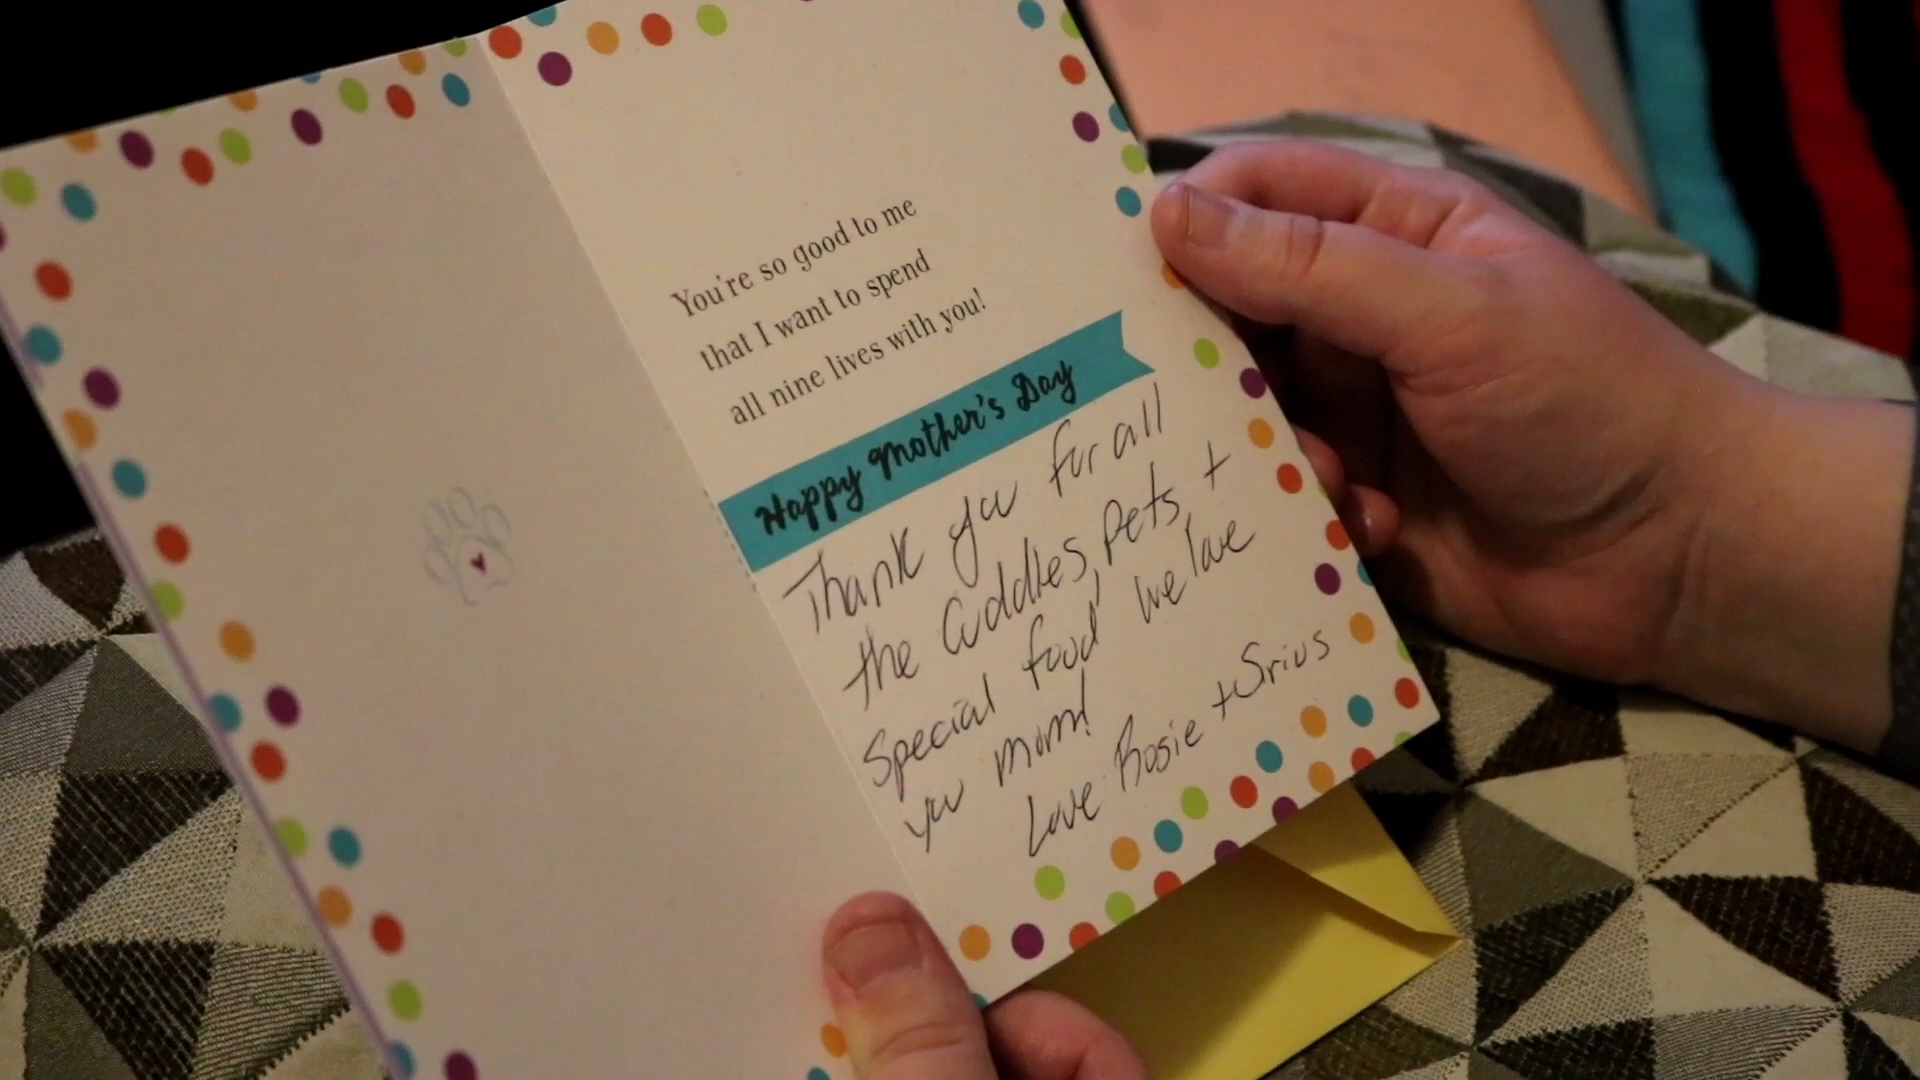 You're so good to me
that I want to spend
all nine lives with you!
Happy Mother's Day
Thank you for all
the cuddles, pets, +
special food we love
you mom!
Love Rosie + Srius